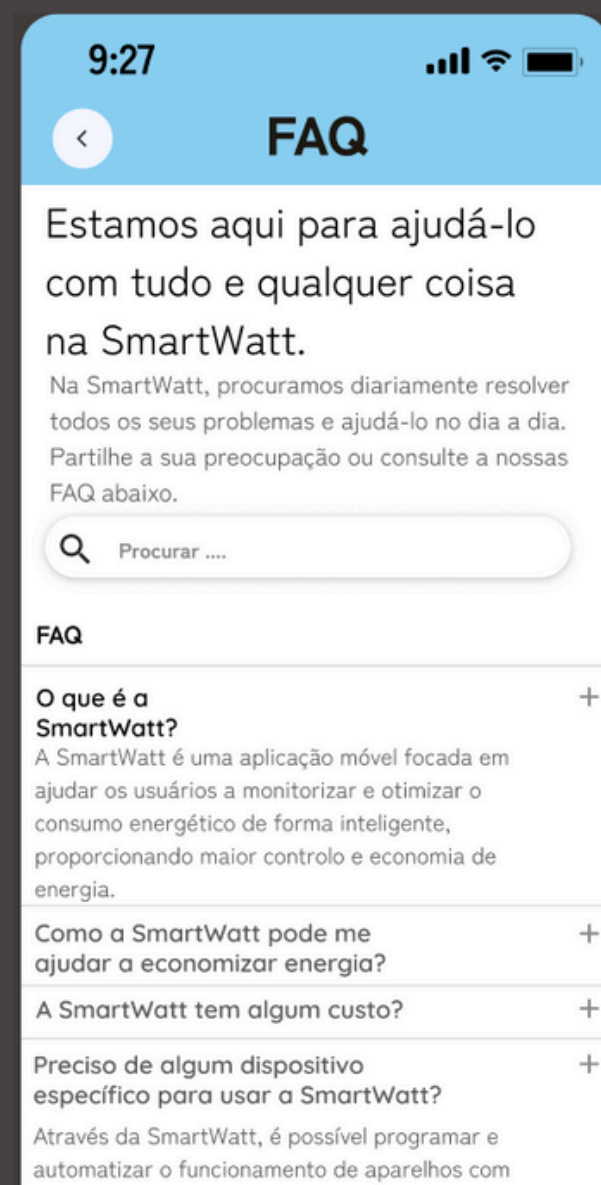 9:27
FAQ
Estamos aqui para ajudá-lo
com tudo e qualquer coisa
na SmartWatt.
Na SmartWatt, procuramos diariamente resolver
todos os seus problemas e ajudá-lo no dia a dia.
Partilhe a sua preocupação ou consulte a nossas
FAQ abaixo.
Procurar ....
FAQ
O que é a
SmartWatt?
A SmartWatt é uma aplicação móvel focada em
ajudar os usuários a monitorizar e otimizar o
consumo energético de forma inteligente,
proporcionando maior controlo e economia de
energia.
Como a SmartWatt pode me
ajudar a economizar energia?
A SmartWatt tem algum custo?
Preciso de algum dispositivo
específico para usar a SmartWatt?
Através da SmartWatt, é possível programar e
automatizar o funcionamento de aparelhos com